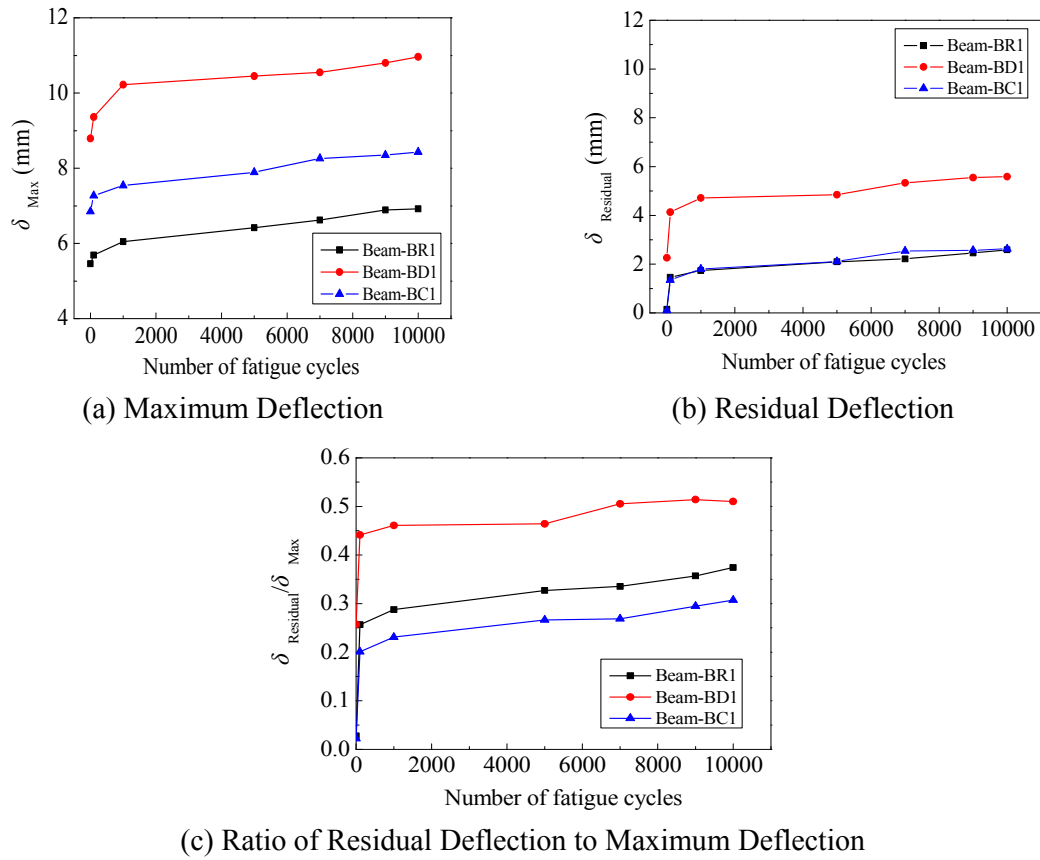 12
10
8
6
4
δ Max (mm)
Beam-BR1
Beam-BD1
Beam-BC1
0 2000 4000 6000 8000 10000
Number of fatigue cycles
(a) Maximum Deflection
12
10
8
6
4
2
0
δ Residual (mm)
Beam-BR1
Beam-BD1
Beam-BC1
0 2000 4000 6000 8000 10000
Number of fatigue cycles
(b) Residual Deflection
0.6
0.5
0.4
0.3
0.2
0.1
0.0
δ Residual/δ Max
Beam-BR1
Beam-BD1
Beam-BC1
0 2000 4000 6000 8000 10000
Number of fatigue cycles
(c) Ratio of Residual Deflection to Maximum Deflection